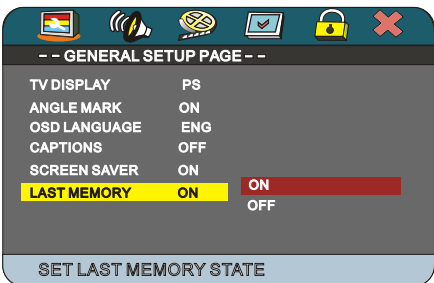 -- GENERAL SETUP PAGE--
TV DISPLAY PS
ANGLE MARK ON
OSD LANGUAGE ENG
CAPTIONS OFF
SCREEN SAVER ON
LAST MEMORY ON ON
OFF
SET LAST MEMORY STATE